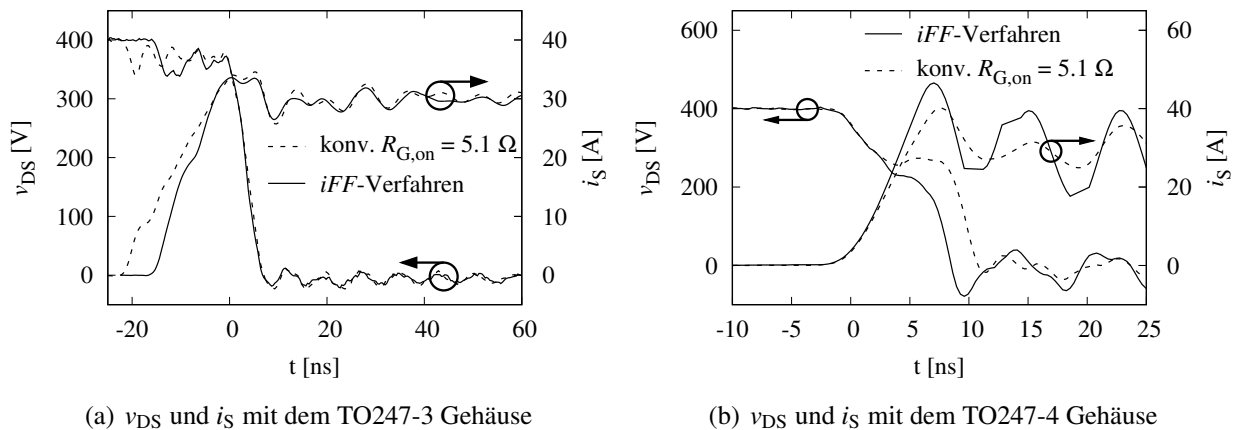 400
300
200
100
0
v_DS [V]
40
30
20
10
0
i_S [A]
konv. R_G,on = 5.1 Ω
iFF-Verfahren
-20
0
20
40
60
t [ns]
(a) v_DS und i_S mit dem TO247-3 Gehäuse
600
400
200
0
v_DS [V]
60
40
20
0
i_S [A]
iFF-Verfahren
konv. R_G,on = 5.1 Ω
-10
-5
0
5
10
15
20
25
t [ns]
(b) v_DS und i_S mit dem TO247-4 Gehäuse